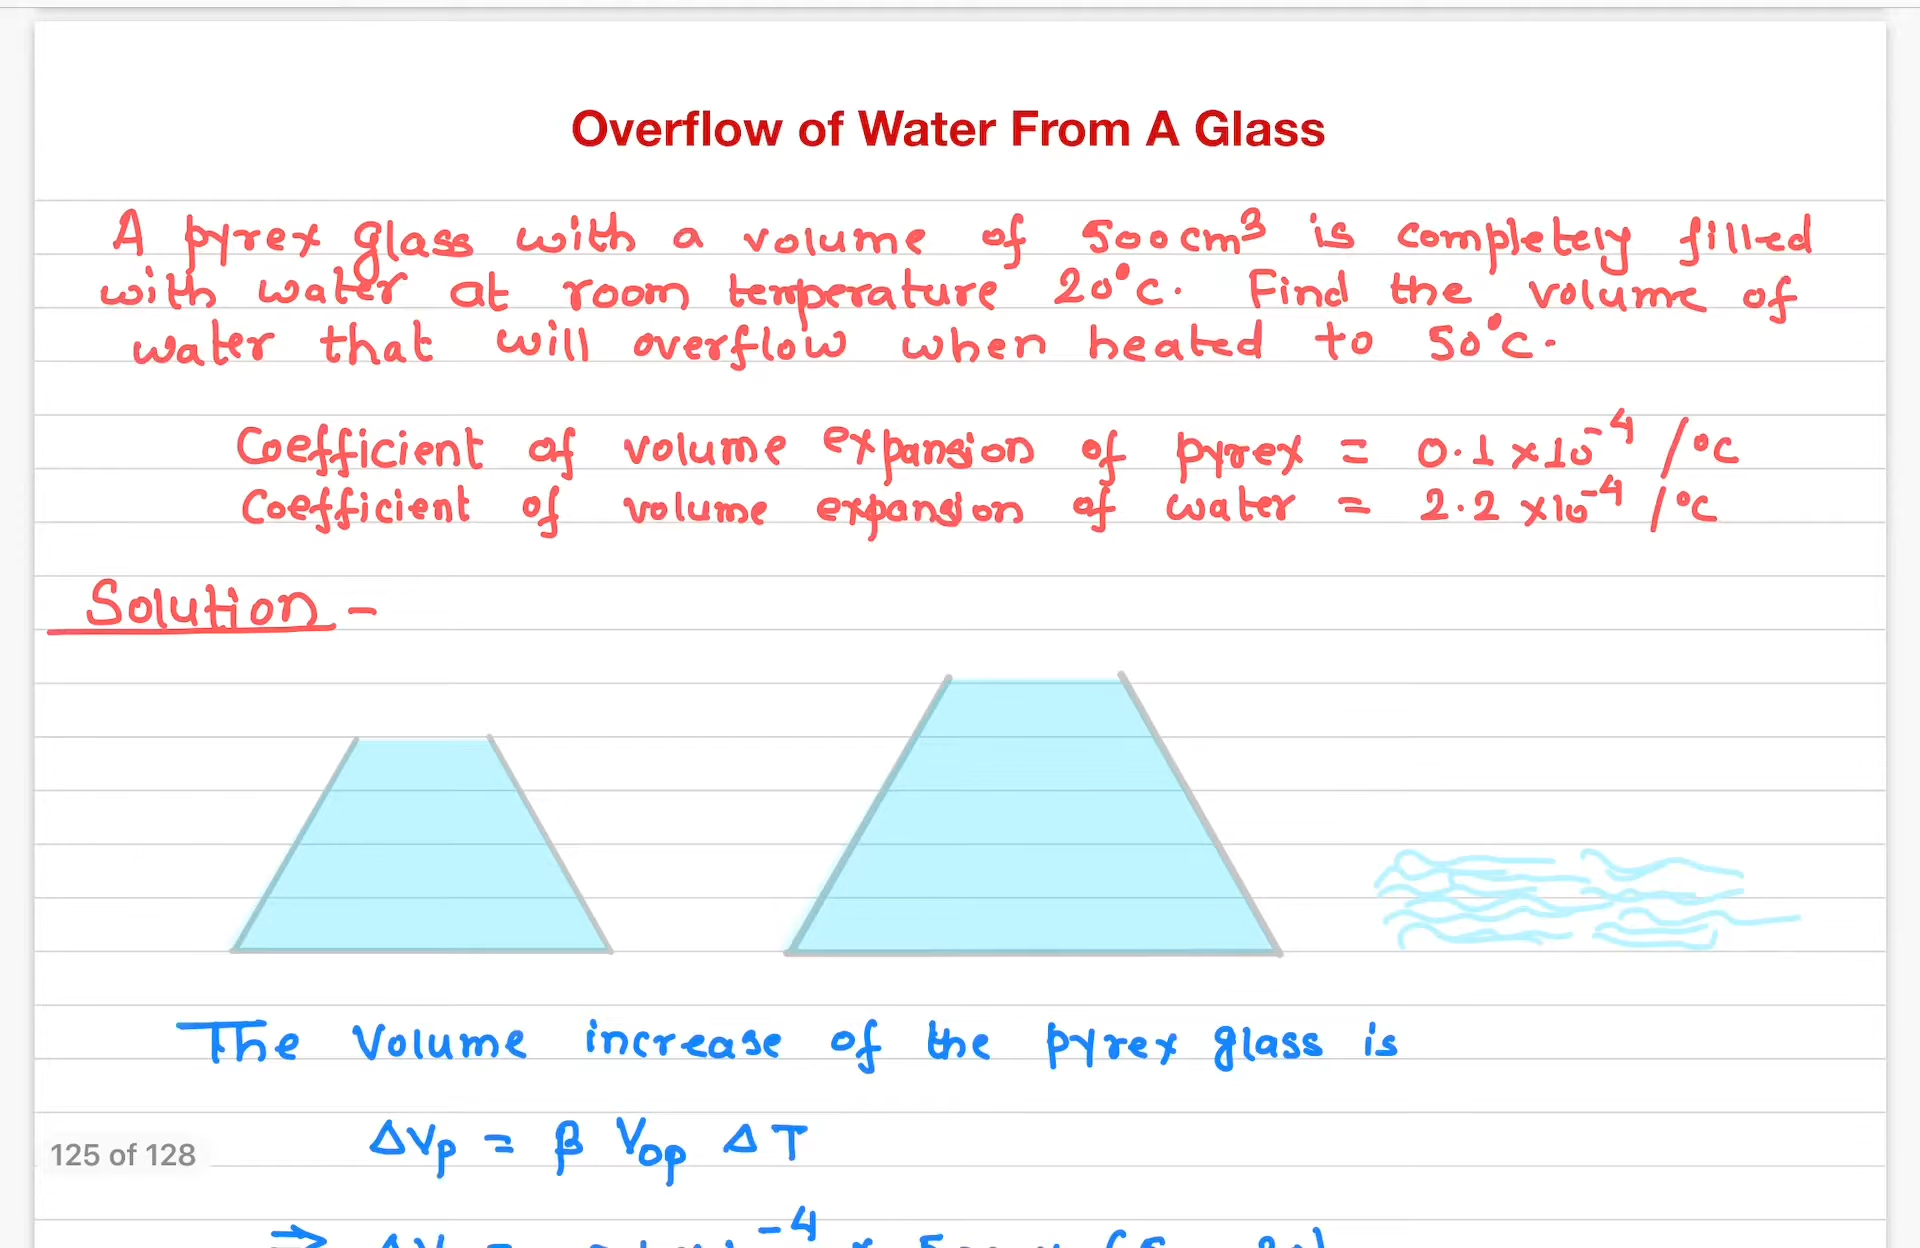 Overflow of Water From A Glass
A pyrex glass with a volume of 500cm³ is completely filled
with water at room temperature 20°C. Find the volume of
water that will overflow when heated to 50°C.
Coefficient of volume expansion of pyrex = 0.1 × 10⁻⁴ /°C
Coefficient of volume expansion of water = 2.2 × 10⁻⁴ /°C
Solution -
The Volume increase of the pyrex glass is
ΔVp = β Vop ΔT
125 of 128